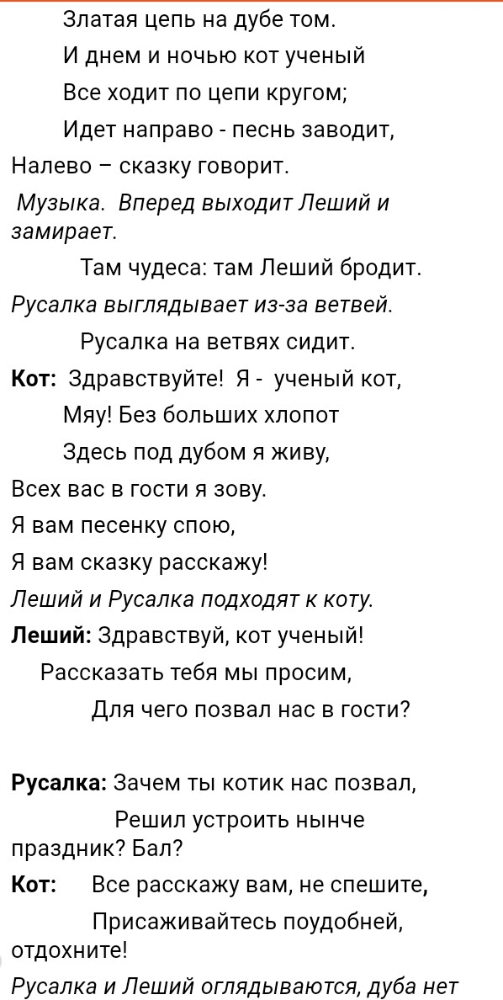 Златая цепь на дубе том.
И днем и ночью кот ученый
Все ходит по цепи кругом;
Идет направо - песнь заводит,
Налево – сказку говорит.
Музыка. Вперед выходит Леший и
замирает.
Там чудеса: там Леший бродит.
Русалка выглядывает из-за ветвей.
Русалка на ветвях сидит.
Кот: Здравствуйте! Я - ученый кот,
Мяу! Без больших хлопот
Здесь под дубом я живу,
Всех вас в гости я зову.
Я вам песенку спою,
Я вам сказку расскажу!
Леший и Русалка подходят к коту.
Леший: Здравствуй, кот ученый!
Рассказать тебя мы просим,
Для чего позвал нас в гости?
Русалка: Зачем ты котик нас позвал,
Решил устроить нынче
праздник? Бал?
Кот: Все расскажу вам, не спешите,
Присаживайтесь поудобней,
отдохните!
Русалка и Леший оглядываются, дуба нет